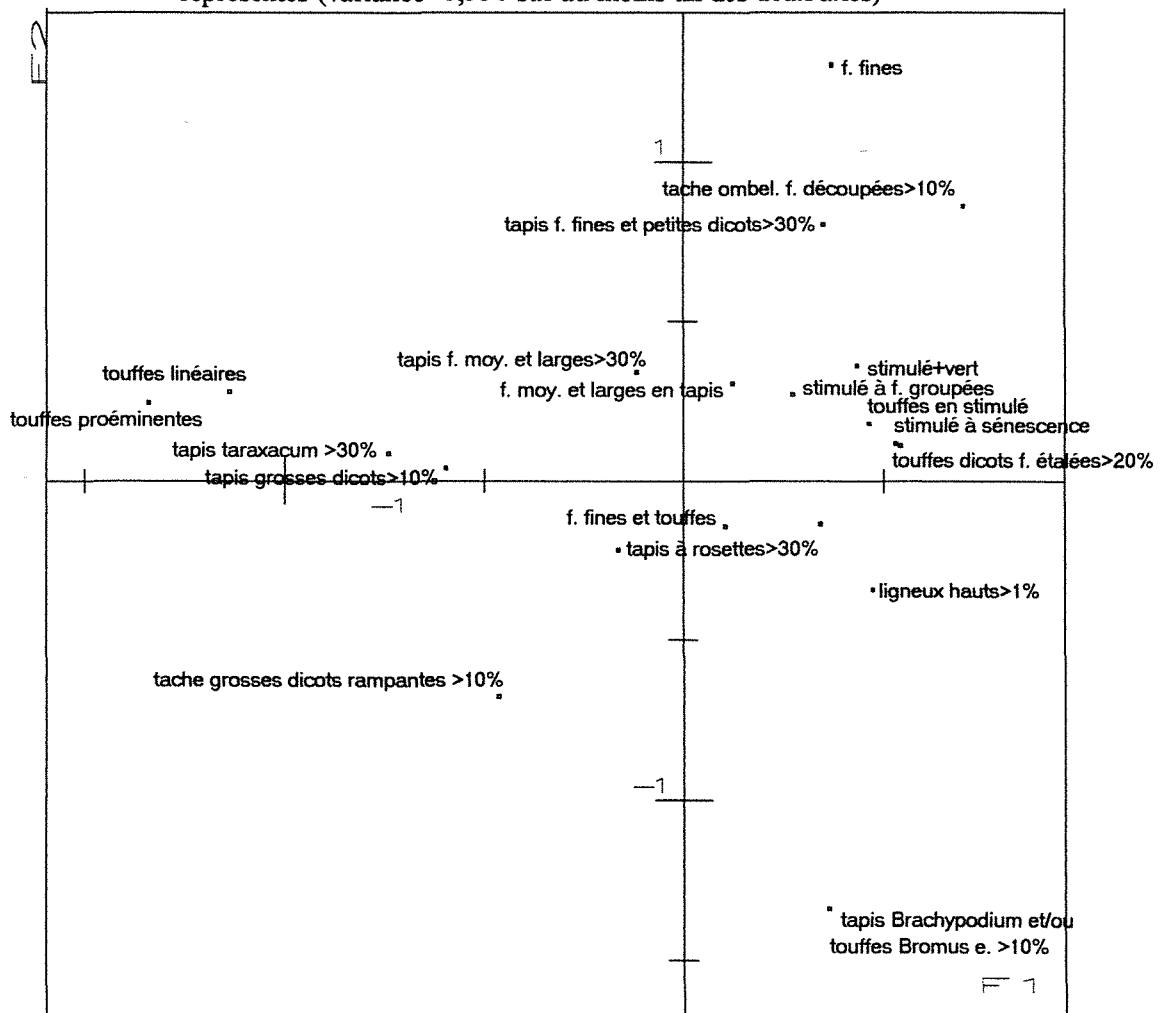 F2
f. fines
1
tache ombel. f. découpées>10%
tapis f. fines et petites dicots>30%
tapis f. moy. et larges>30%
stimulé+vert
touffes linéaires
f. moy. et larges en tapis
stimulé à f. groupées
touffes en stimulé
touffes proéminentes
stimulé à sénescence
tapis taraxacum >30%
touffes dicots f. étalées>20%
tapis grosses dicots>10%
—1
f. fines et touffes
tapis à rosettes>30%
ligneux hauts>1%
tache grosses dicots rampantes >10%
—1
tapis Brachypodium et/ou
touffes Bromus e. >10%
F 1